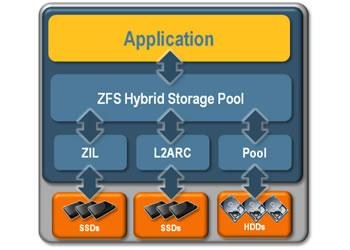 Application
ZFS Hybrid Storage Pool
ZIL
L2ARC
Pool
SSDs
SSDs
HDDs